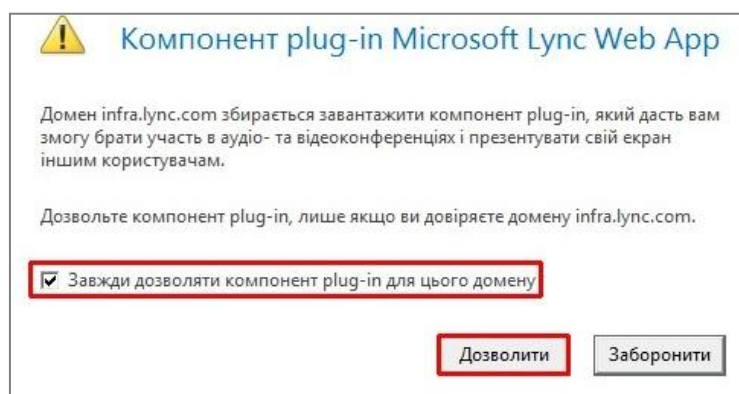 Компонент plug-in Microsoft Lync Web App
Домен infra.lync.com збирається завантажити компонент plug-in, який дасть вам
змогу брати участь в аудіо- та відеоконференціях і презентувати свій екран
іншим користувачам.
Дозвольте компонент plug-in, лише якщо ви довіряєте домену infra.lync.com.
Завжди дозволяти компонент plug-in для цього домену
Дозволити Заборонити